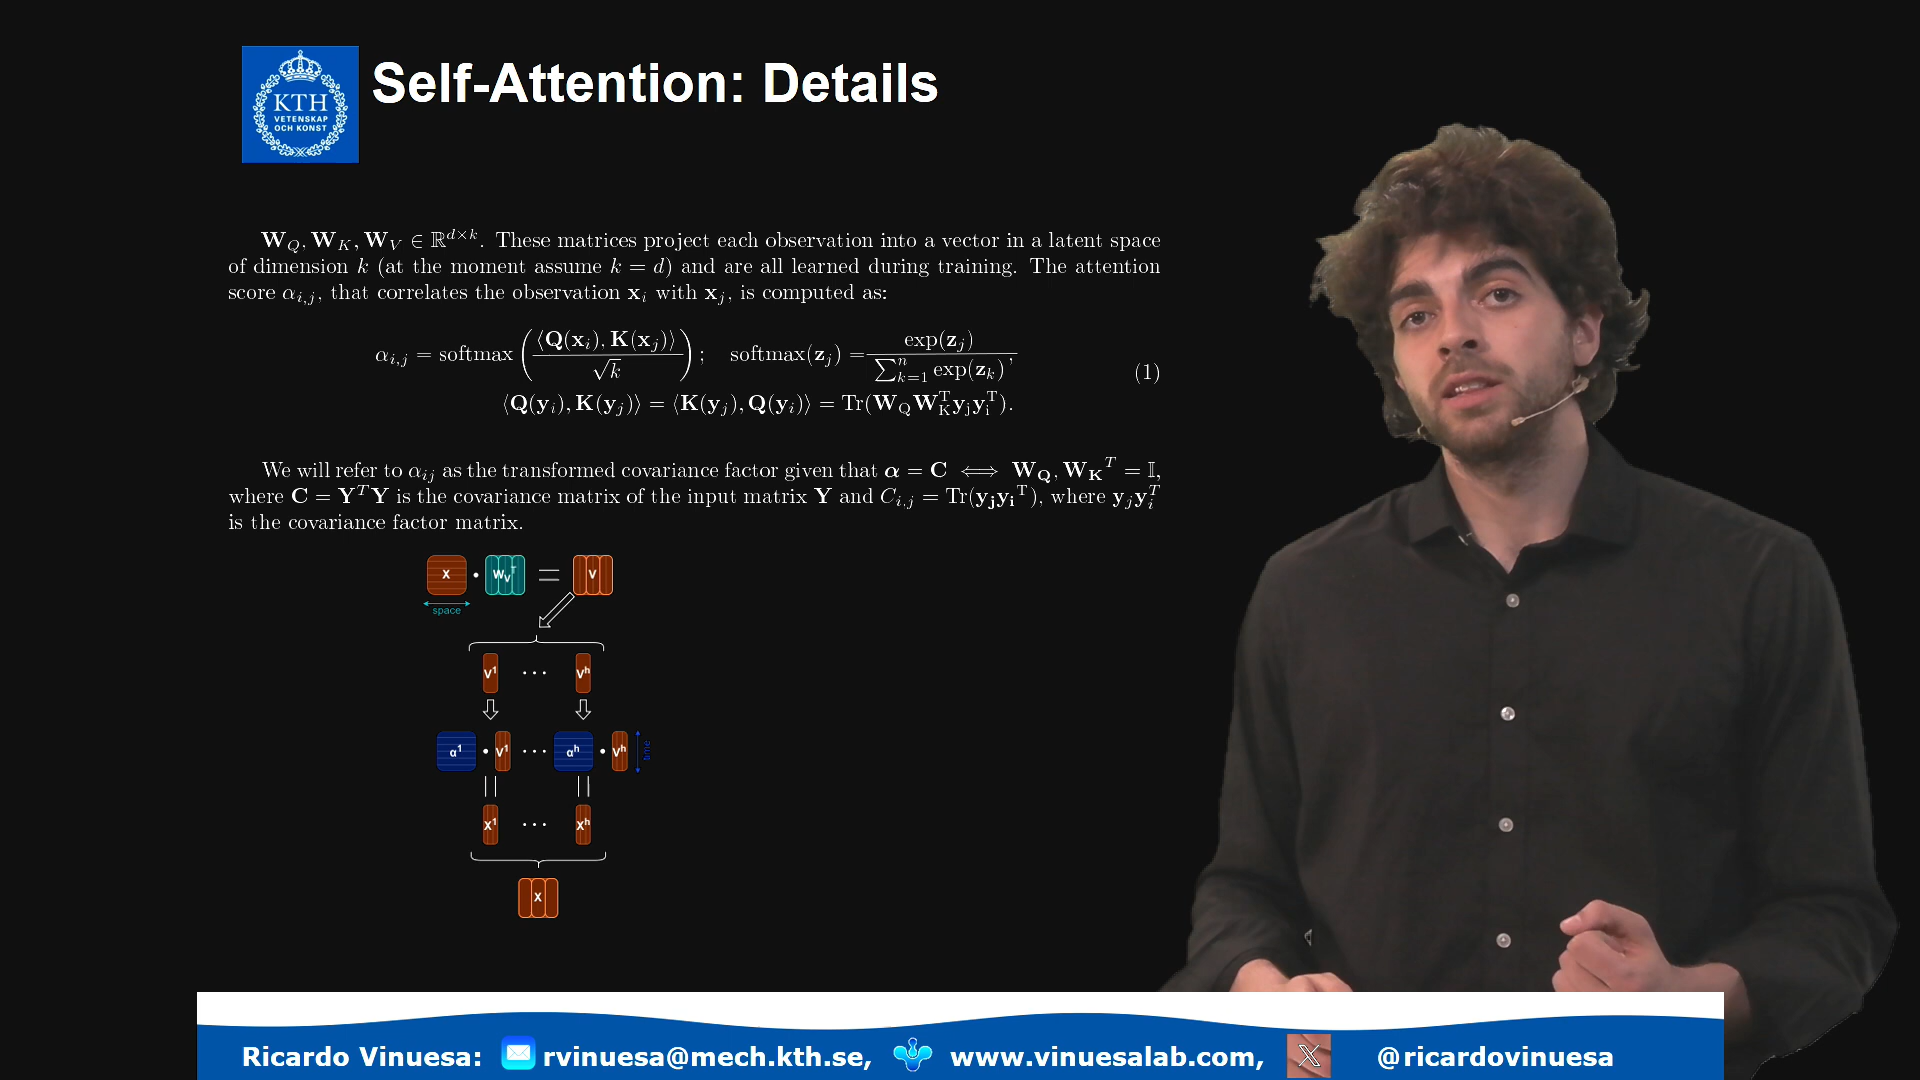 KTH
VETENSKAP
OCH KONST
Self-Attention: Details
W_Q, W_K, W_V ∈ ℝ^{d×k}. These matrices project each observation into a vector in a latent space
of dimension k (at the moment assume k = d) and are all learned during training. The attention
score α_{i,j}, that correlates the observation x_i with x_j, is computed as:
α_{i,j} = softmax(⟨Q(x_i), K(x_j)⟩ / √k); softmax(z_j) = exp(z_j) / ∑_{k=1}^{n} exp(z_k),
(1)
⟨Q(y_i), K(y_j)⟩ = ⟨K(y_j), Q(y_i)⟩ = Tr(W_Q W_K^T y_j y_i^T).
We will refer to α_{ij} as the transformed covariance factor given that α = C ⟺ W_Q, W_K^T = 𝕀,
where C = Y^T Y is the covariance matrix of the input matrix Y and C_{i,j} = Tr(y_j y_i^T), where y_j y_i^T
is the covariance factor matrix.
X · W_V^T = V
space
V^1 ··· V^h
α^1 · V^1 ··· α^h · V^h
time
X^1 ··· X^h
X
Ricardo Vinuesa: rvinuesa@mech.kth.se, www.vinuesalab.com, X @ricardovinuesa